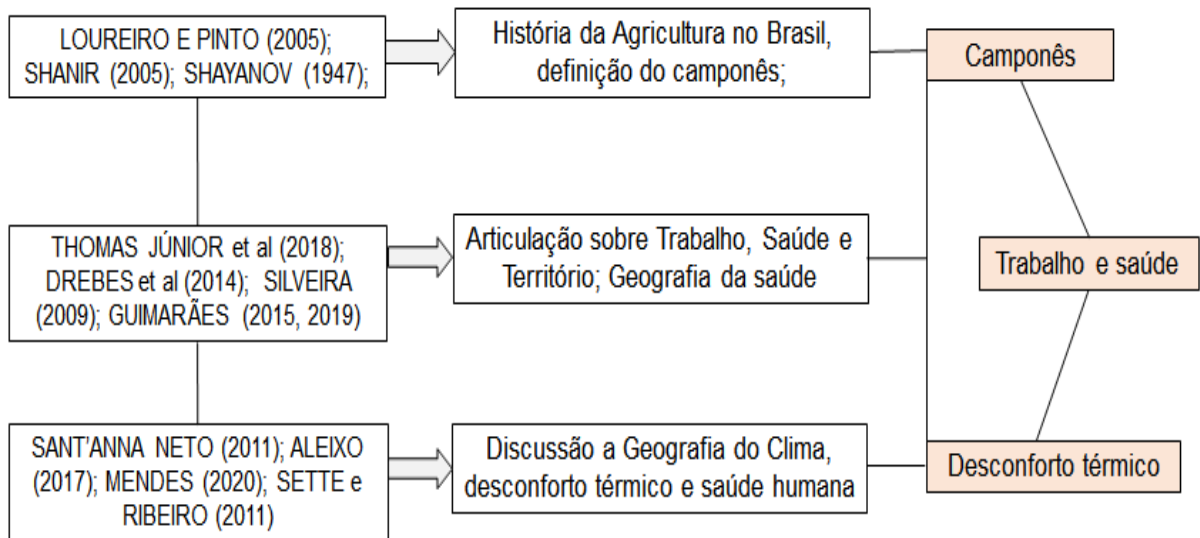 LOUREIRO E PINTO (2005);
SHANIR (2005); SHAYANOV (1947);
História da Agricultura no Brasil,
definição do camponês;
Camponês
THOMAS JÚNIOR et al (2018);
DREBES et al (2014); SILVEIRA
(2009); GUIMARÃES (2015, 2019)
Articulação sobre Trabalho, Saúde e
Território; Geografia da saúde
Trabalho e saúde
SANT'ANNA NETO (2011); ALEIXO
(2017); MENDES (2020); SETTE e
RIBEIRO (2011)
Discussão a Geografia do Clima,
desconforto térmico e saúde humana
Desconforto térmico